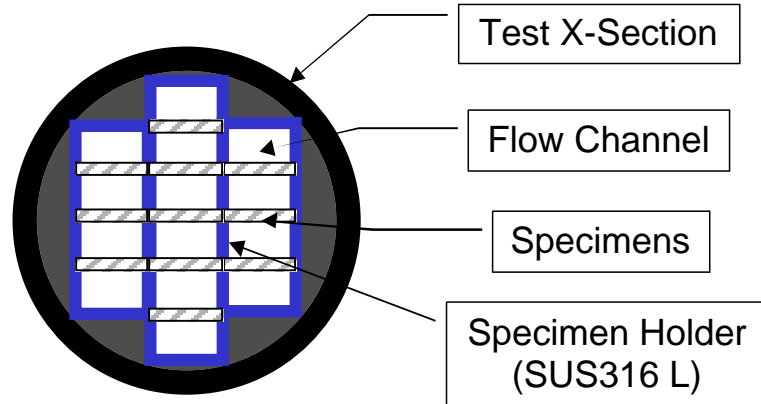 Test X-Section
Flow Channel
Specimens
Specimen Holder
(SUS316 L)